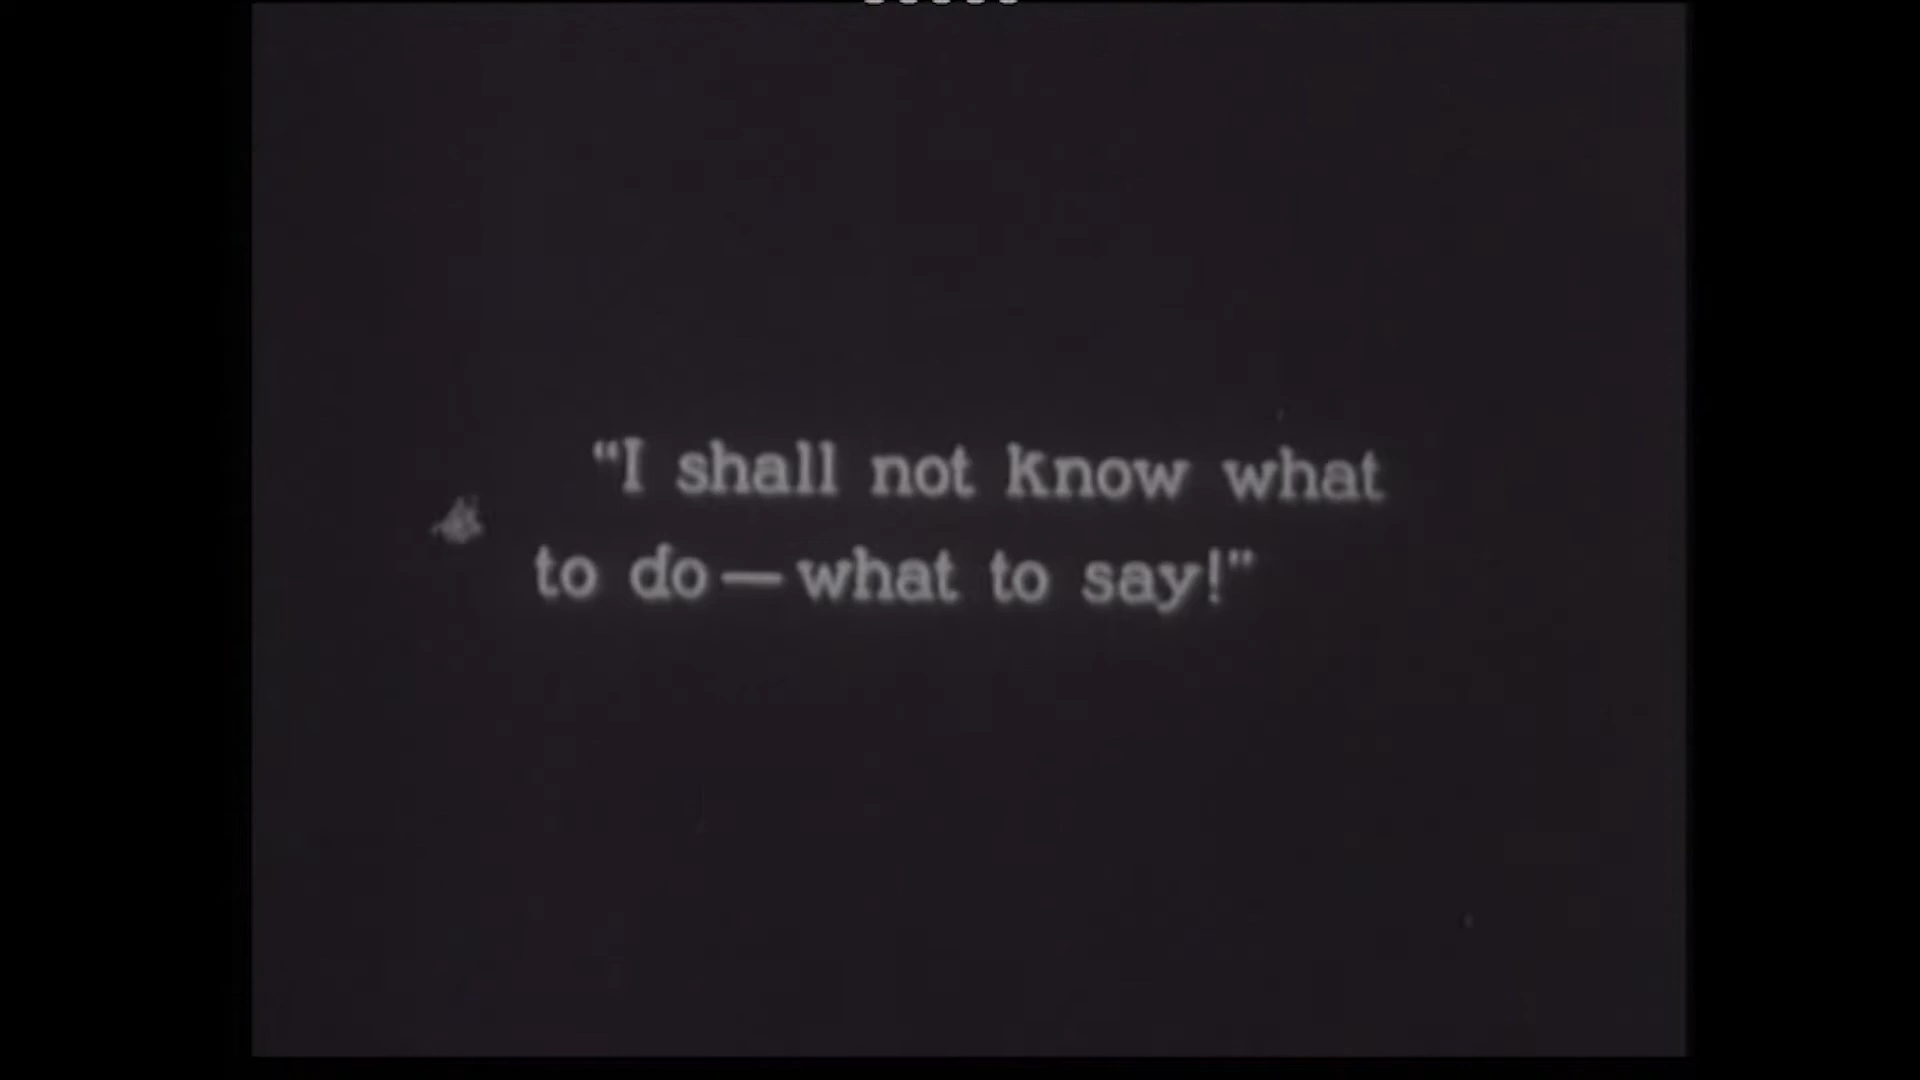 “I shall not know what
to do—what to say!”